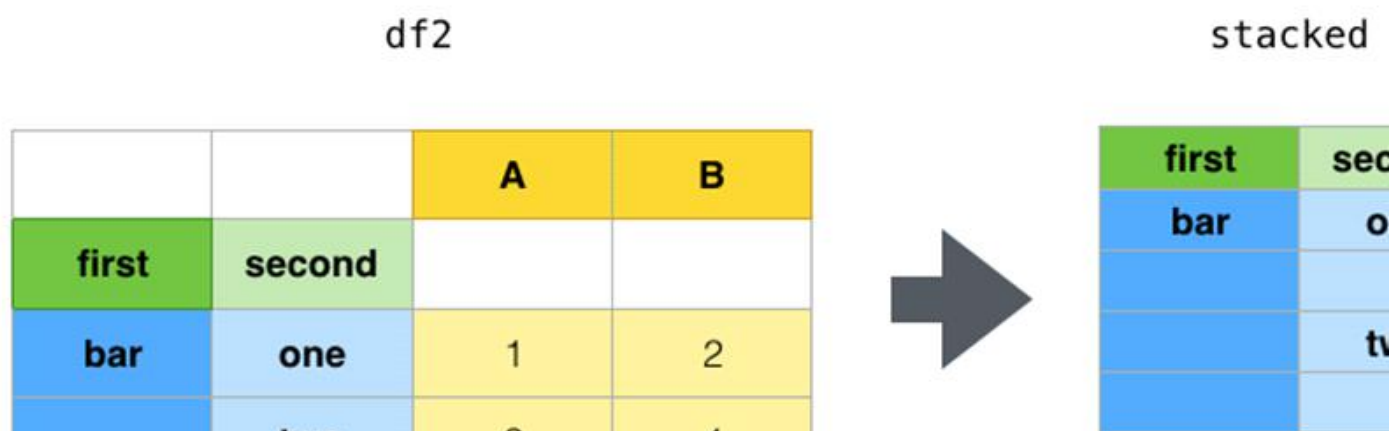 df2
stacked
A B
first second
bar one 1 2
first
bar